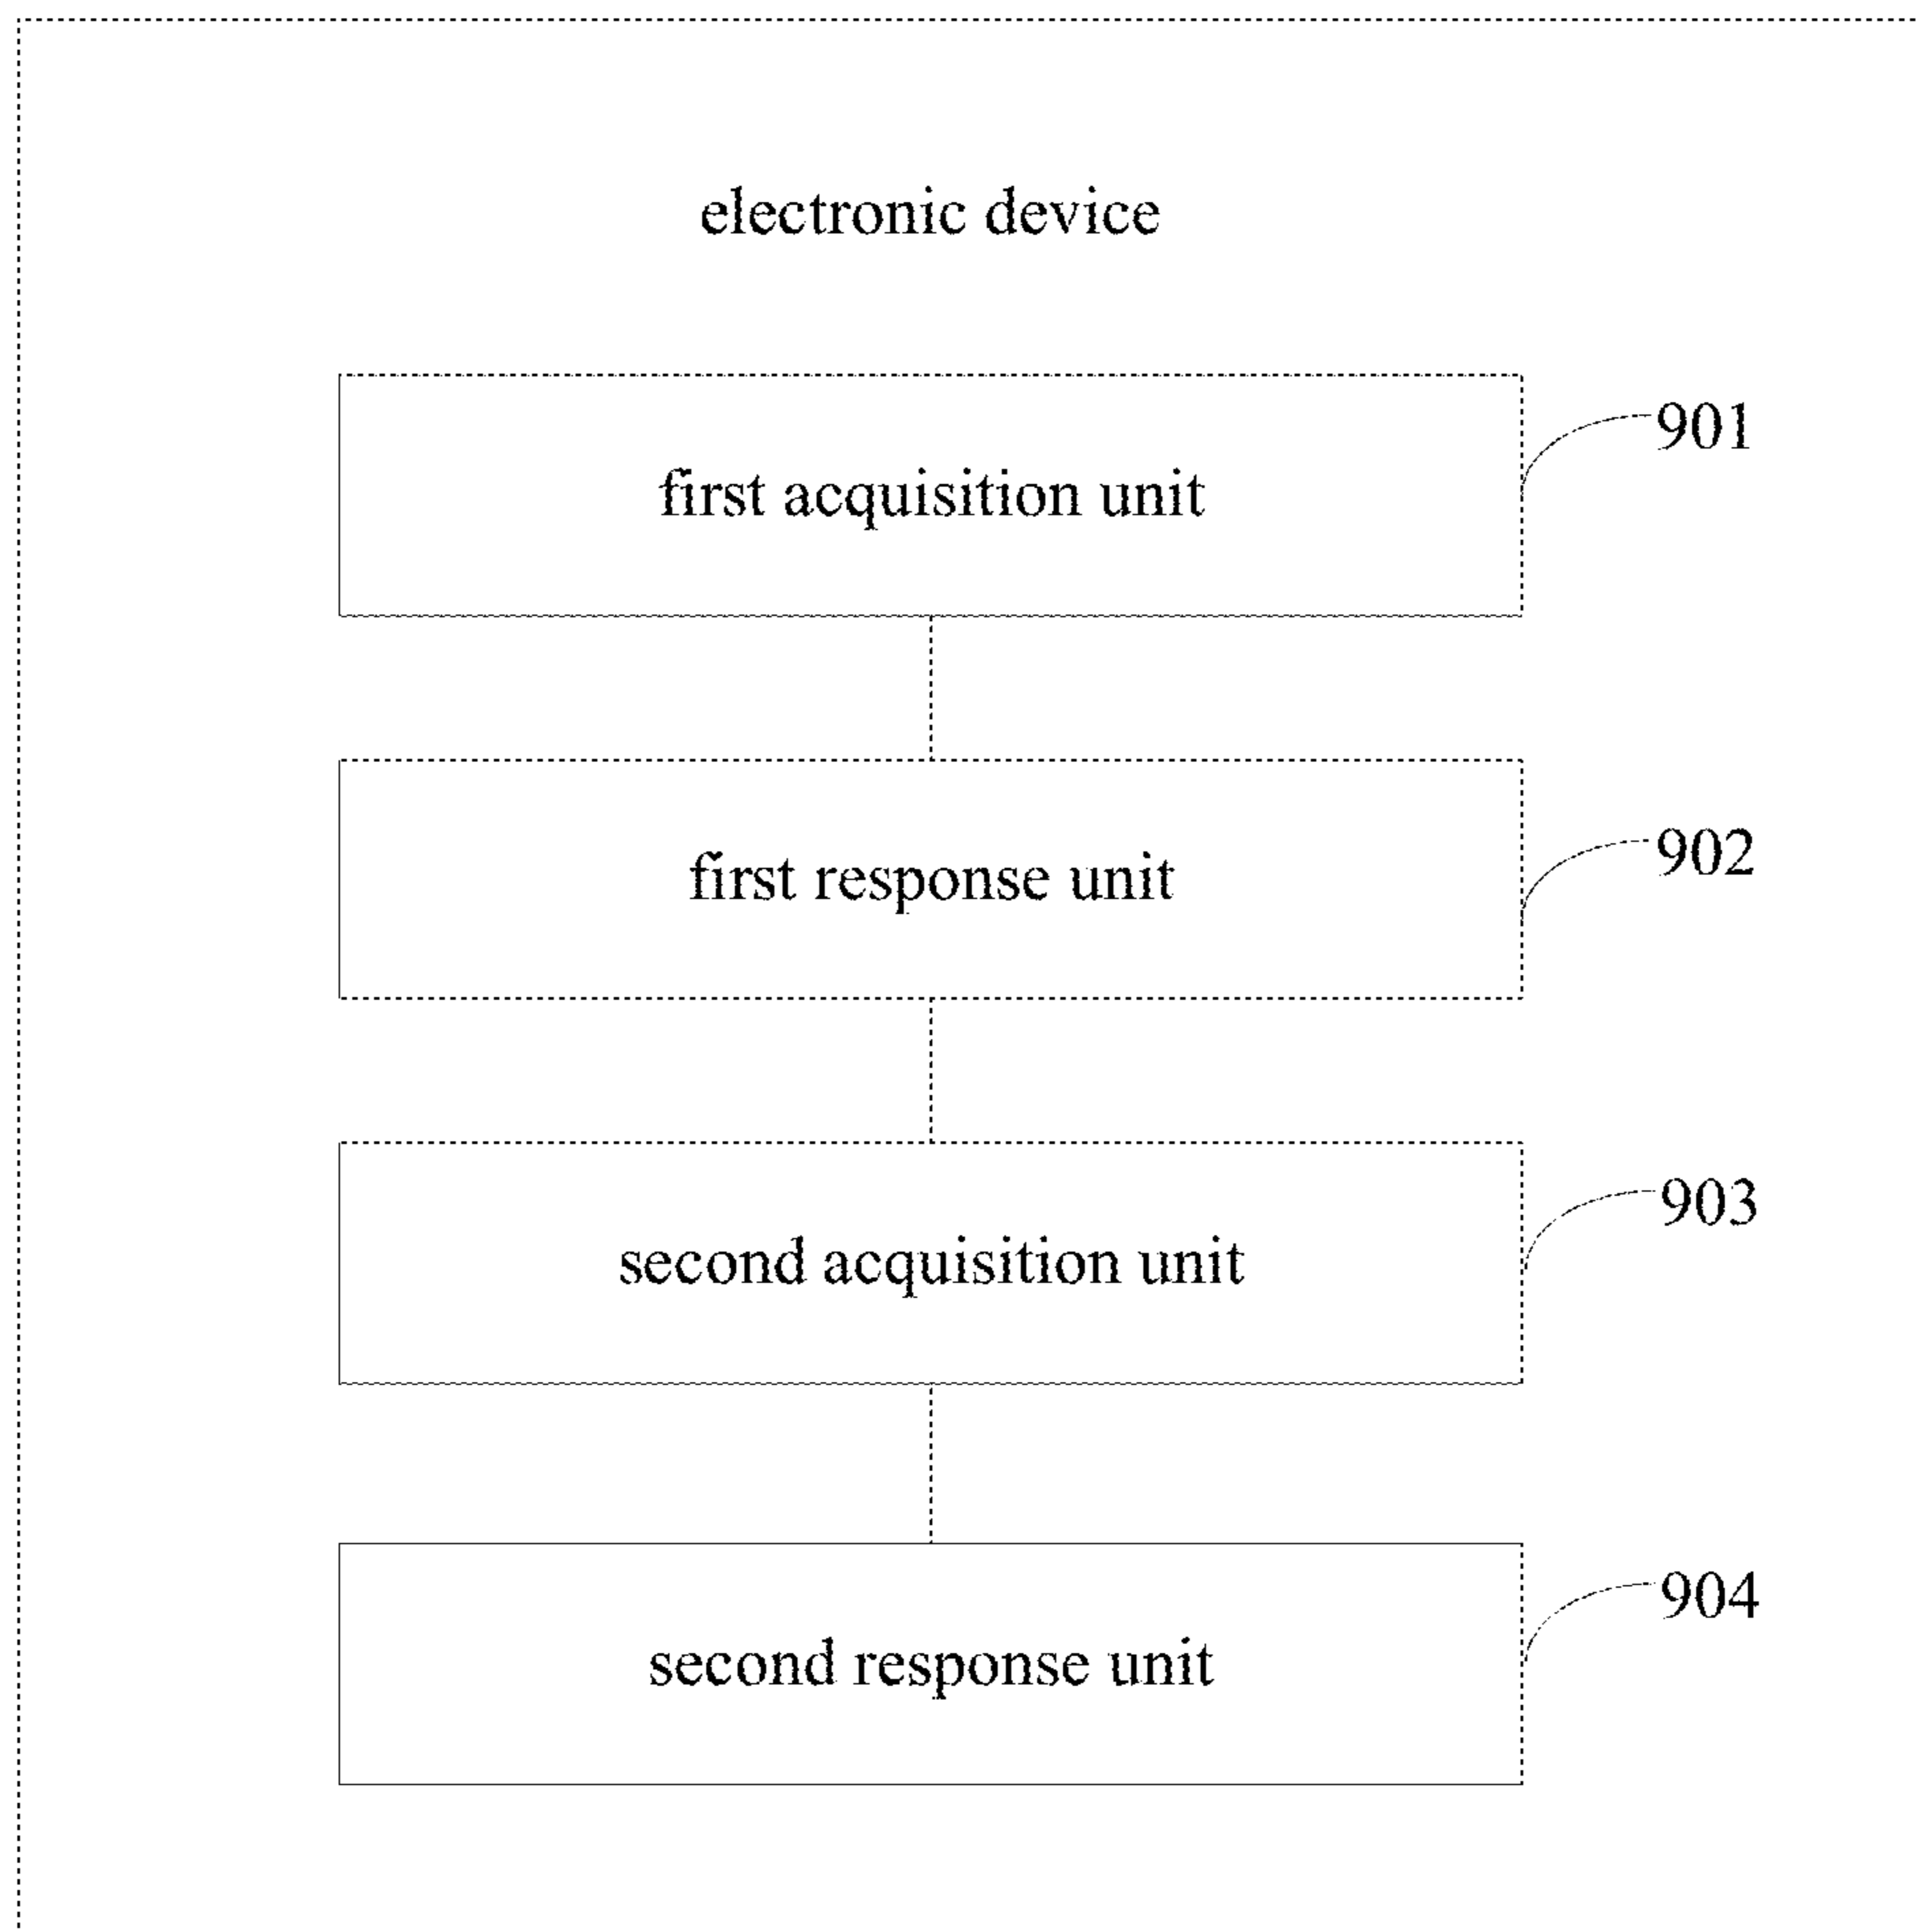 electronic device
first acquisition unit
901
first response unit
902
second acquisition unit
903
second response unit
904